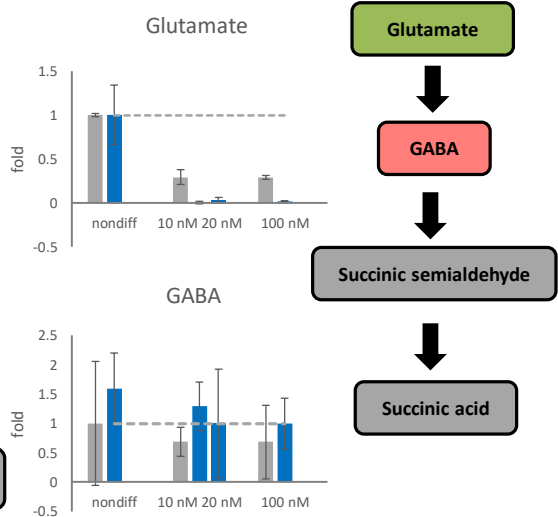 Glutamate
1.5
1
0.5
0
-0.5
fold
nondiff 10 nM 20 nM 100 nM
GABA
2.5
2
1.5
1
0.5
0
-0.5
fold
nondiff 10 nM 20 nM 100 nM
Glutamate
GABA
Succinic semialdehyde
Succinic acid